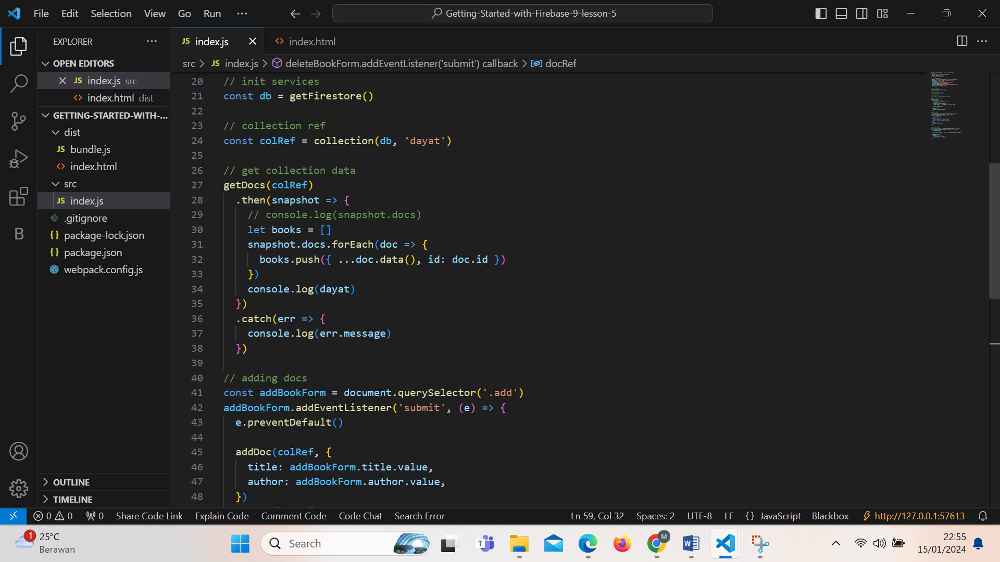 File Edit Selection View Go Run ···
Getting-Started-with-Firebase-9-lesson-5
EXPLORER ···
JS index.js
<> index.html
OPEN EDITORS
JS index.js src
<> index.html dist
GETTING-STARTED-WITH-...
dist
JS bundle.js
<> index.html
src
JS index.js
.gitignore
{} package-lock.json
{} package.json
webpack.config.js
OUTLINE
TIMELINE
src > JS index.js > deleteBookForm.addEventListener('submit') callback > docRef
20 // init services
21 const db = getFirestore()
22
23 // collection ref
24 const colRef = collection(db, 'dayat')
25
26 // get collection data
27 getDocs(colRef)
28 .then(snapshot => {
29 // console.log(snapshot.docs)
30 let books = []
31 snapshot.docs.forEach(doc => {
32 books.push({ ...doc.data(), id: doc.id })
33 })
34 console.log(dayat)
35 })
36 .catch(err => {
37 console.log(err.message)
38 })
39
40 // adding docs
41 const addBookForm = document.querySelector('.add')
42 addBookForm.addEventListener('submit', (e) => {
43 e.preventDefault()
44
45 addDoc(colRef, {
46 title: addBookForm.title.value,
47 author: addBookForm.author.value,
48 })
0 0 0 Share Code Link Explain Code Comment Code Code Chat Search Error Ln 59, Col 32 Spaces: 2 UTF-8 LF {} JavaScript Blackbox http://127.0.0.1:57613
1 25°C
Berawan
Search
22:55
15/01/2024